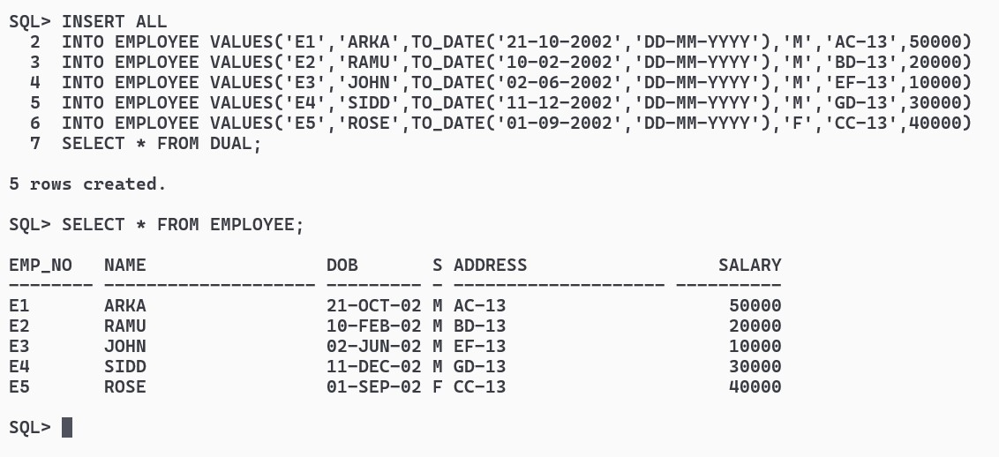 SQL> INSERT ALL
  2  INTO EMPLOYEE VALUES('E1','ARKA',TO_DATE('21-10-2002','DD-MM-YYYY'),'M','AC-13',50000)
  3  INTO EMPLOYEE VALUES('E2','RAMU',TO_DATE('10-02-2002','DD-MM-YYYY'),'M','BD-13',20000)
  4  INTO EMPLOYEE VALUES('E3','JOHN',TO_DATE('02-06-2002','DD-MM-YYYY'),'M','EF-13',10000)
  5  INTO EMPLOYEE VALUES('E4','SIDD',TO_DATE('11-12-2002','DD-MM-YYYY'),'M','GD-13',30000)
  6  INTO EMPLOYEE VALUES('E5','ROSE',TO_DATE('01-09-2002','DD-MM-YYYY'),'F','CC-13',40000)
  7  SELECT * FROM DUAL;

5 rows created.

SQL> SELECT * FROM EMPLOYEE;

EMP_NO   NAME                 DOB       S ADDRESS                  SALARY
-------- -------------------- --------- - -------------------- ----------
E1       ARKA                 21-OCT-02 M AC-13                     50000
E2       RAMU                 10-FEB-02 M BD-13                     20000
E3       JOHN                 02-JUN-02 M EF-13                     10000
E4       SIDD                 11-DEC-02 M GD-13                     30000
E5       ROSE                 01-SEP-02 F CC-13                     40000

SQL>